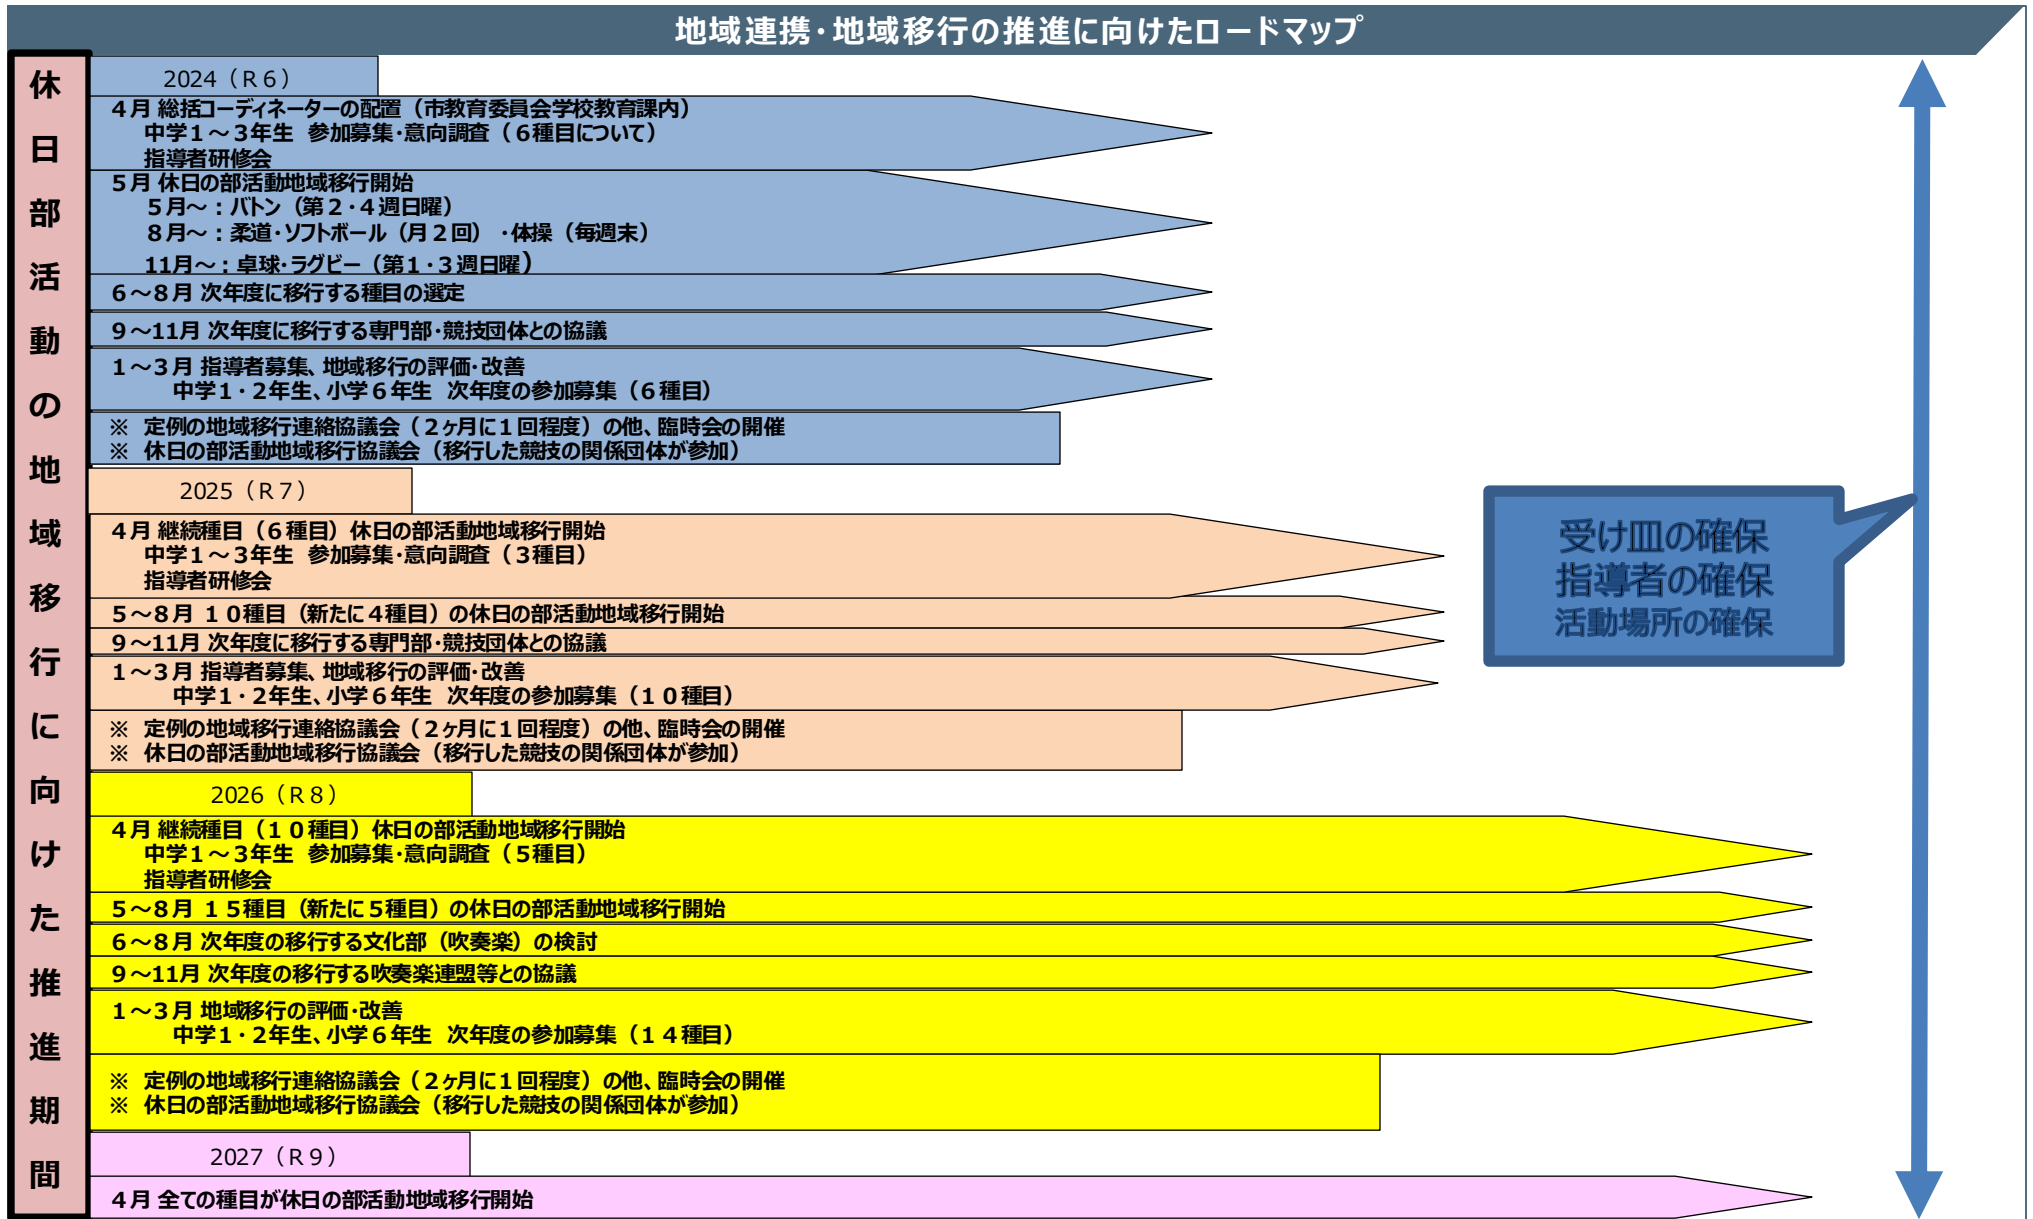 地域連携・地域移行の推進に向けたロードマップ
休日部活動の地域移行に向けた推進期間
2024（Ｒ６）
４月 総括コーディネーターの配置（市教育委員会学校教育課内）
中学１～３年生 参加募集・意向調査（６種目について）
指導者研修会
５月 休日の部活動地域移行開始
５月～：バトン（第２・４週日曜）
８月～：柔道・ソフトボール（月２回）・体操（毎週末）
11月～：卓球・ラグビー（第１・３週日曜）
６～８月 次年度に移行する種目の選定
９～11月 次年度に移行する専門部・競技団体との協議
１～３月 指導者募集、地域移行の評価・改善
中学１・２年生、小学６年生 次年度の参加募集（６種目）
※ 定例の地域移行連絡協議会（２ヶ月に１回程度）の他、臨時会の開催
※ 休日の部活動地域移行協議会（移行した競技の関係団体が参加）
2025（Ｒ７）
４月 継続種目（６種目）休日の部活動地域移行開始
中学１～３年生 参加募集・意向調査（３種目）
指導者研修会
５～８月 １０種目（新たに４種目）の休日の部活動地域移行開始
９～11月 次年度に移行する専門部・競技団体との協議
１～３月 指導者募集、地域移行の評価・改善
中学１・２年生、小学６年生 次年度の参加募集（１０種目）
※ 定例の地域移行連絡協議会（２ヶ月に１回程度）の他、臨時会の開催
※ 休日の部活動地域移行協議会（移行した競技の関係団体が参加）
受け皿の確保
指導者の確保
活動場所の確保
2026（Ｒ８）
４月 継続種目（１０種目）休日の部活動地域移行開始
中学１～３年生 参加募集・意向調査（５種目）
指導者研修会
５～８月 １５種目（新たに５種目）の休日の部活動地域移行開始
６～８月 次年度の移行する文化部（吹奏楽）の検討
９～11月 次年度の移行する吹奏楽連盟等との協議
１～３月 地域移行の評価・改善
中学１・２年生、小学６年生 次年度の参加募集（１４種目）
※ 定例の地域移行連絡協議会（２ヶ月に１回程度）の他、臨時会の開催
※ 休日の部活動地域移行協議会（移行した競技の関係団体が参加）
2027（Ｒ９）
４月 全ての種目が休日の部活動地域移行開始